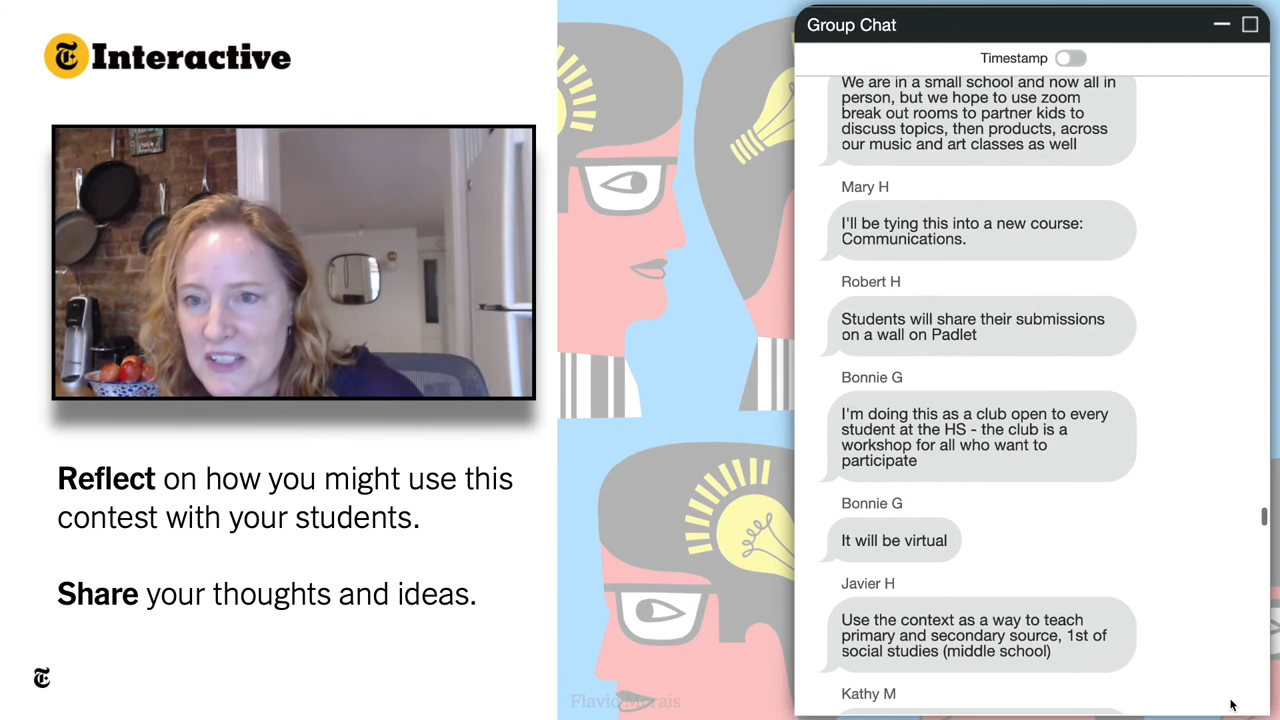 Interactive
Reflect on how you might use this
contest with your students.
Share your thoughts and ideas.
Flavio Morais
Group Chat
Timestamp
We are in a small school and now all in
person, but we hope to use zoom
break out rooms to partner kids to
discuss topics, then products, across
our music and art classes as well
Mary H
I'll be tying this into a new course:
Communications.
Robert H
Students will share their submissions
on a wall on Padlet
Bonnie G
I'm doing this as a club open to every
student at the HS - the club is a
workshop for all who want to
participate
Bonnie G
It will be virtual
Javier H
Use the context as a way to teach
primary and secondary source, 1st of
social studies (middle school)
Kathy M